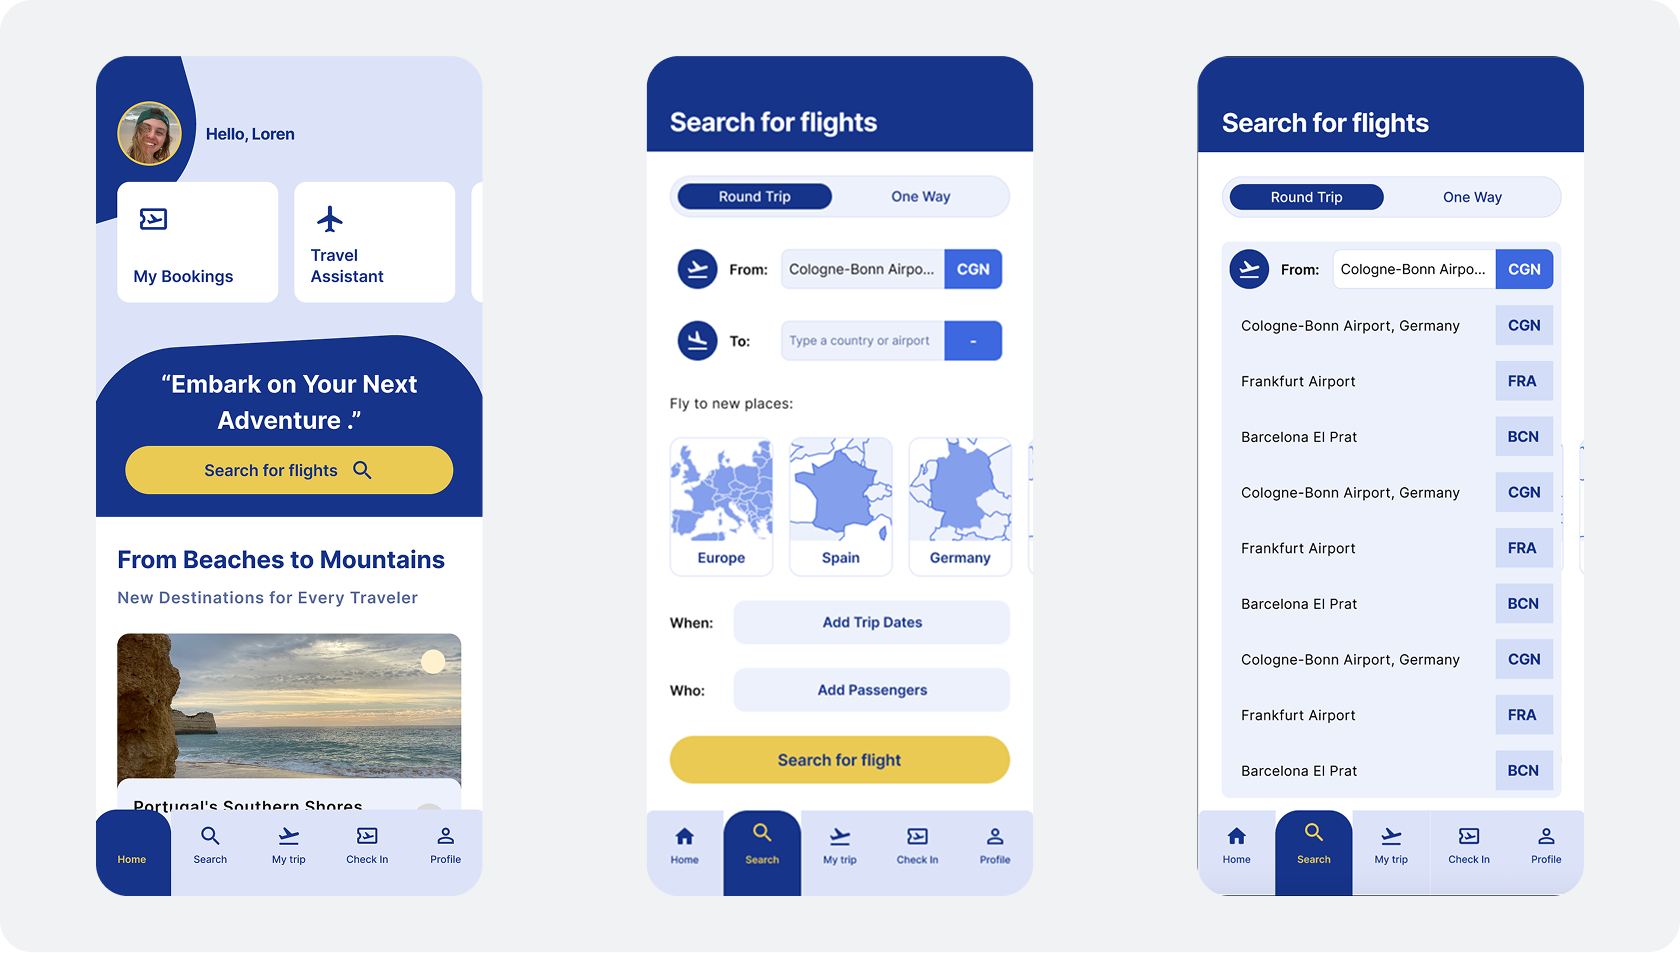 Hello, Loren
My Bookings
Travel
Assistant
“Embark on Your Next
Adventure .”
Search for flights
From Beaches to Mountains
New Destinations for Every Traveler
Portugal's Southern Shores
Home
Search
My trip
Check In
Profile
Search for flights
Round Trip
One Way
From:
Cologne-Bonn Airpo...
CGN
To:
Type a country or airport
-
Fly to new places:
Europe
Spain
Germany
When:
Add Trip Dates
Who:
Add Passengers
Search for flight
Home
Search
My trip
Check In
Profile
Search for flights
Round Trip
One Way
From:
Cologne-Bonn Airpo...
CGN
Cologne-Bonn Airport, Germany
CGN
Frankfurt Airport
FRA
Barcelona El Prat
BCN
Cologne-Bonn Airport, Germany
CGN
Frankfurt Airport
FRA
Barcelona El Prat
BCN
Cologne-Bonn Airport, Germany
CGN
Frankfurt Airport
FRA
Barcelona El Prat
BCN
Home
Search
My trip
Check In
Profile